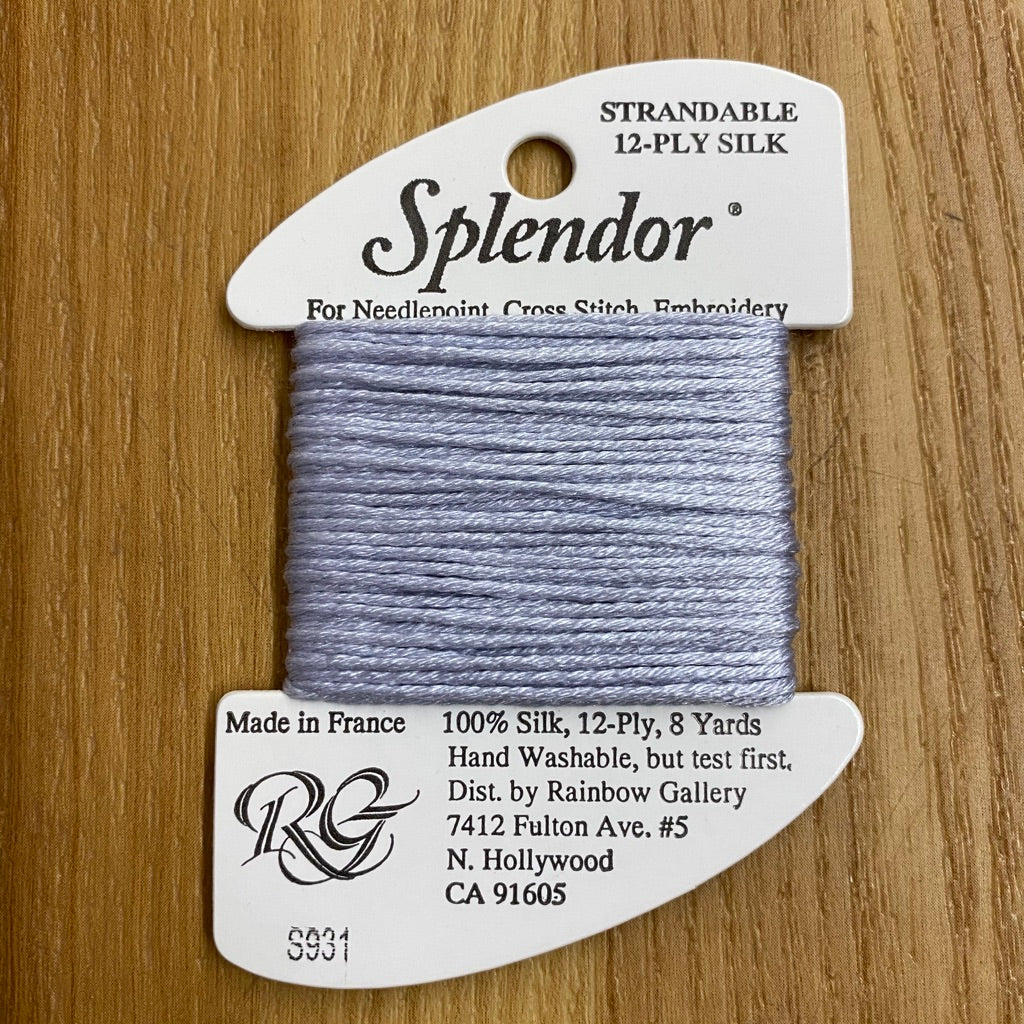 STRANDABLE
12-PLY SILK
Splendor ®
For Needlepoint, Cross Stitch, Embroidery
Made in France
100% Silk, 12-Ply, 8 Yards
Hand Washable, but test first.
Dist. by Rainbow Gallery
7412 Fulton Ave. #5
N. Hollywood
CA 91605
RG
S931